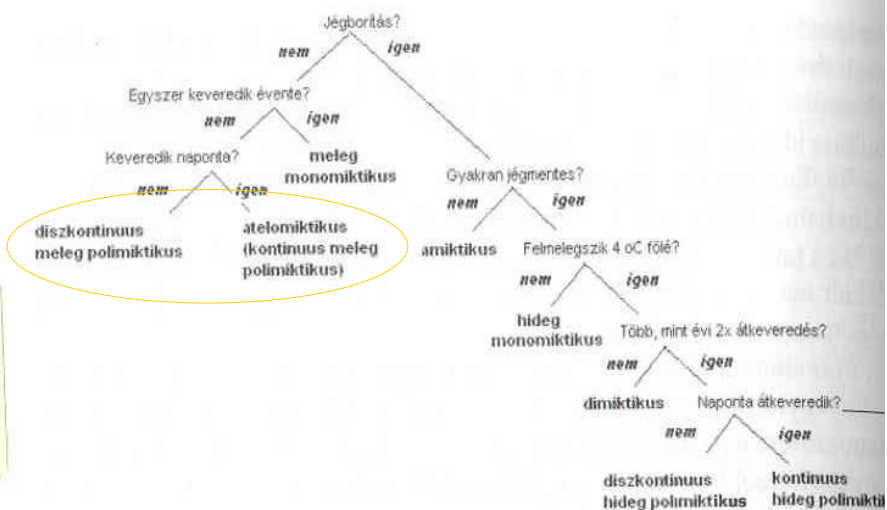 Jégborítás?
nem igen
Egyszer keveredik évente?
nem igen
Keveredik naponta?
meleg
monomiktikus
nem igen
Gyakran jégmentes?
nem igen
diszkontinuus
meleg polimiktikus
atelomiktikus
(kontinuus meleg
polimiktikus)
amiktikus
Felmelegszik 4 oC fölé?
nem igen
hideg
monomiktikus
Több, mint évi 2x átkeveredés?
nem igen
dimiktikus
Naponta átkeveredik?
nem igen
diszkontinuus
hideg polimiktikus
kontinuus
hideg polimiktik